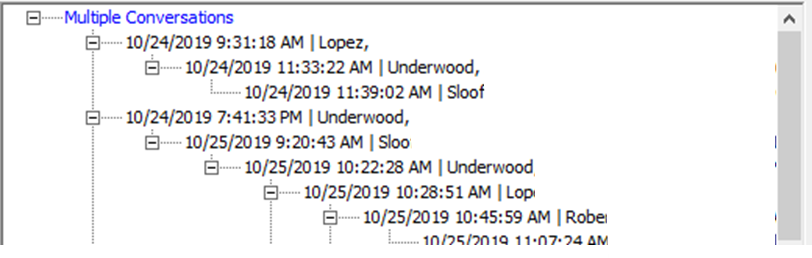 Multiple Conversations
10/24/2019 9:31:18 AM | Lopez,
10/24/2019 11:33:22 AM | Underwood,
10/24/2019 11:39:02 AM | Sloof
10/24/2019 7:41:33 PM | Underwood,
10/25/2019 9:20:43 AM | Sloo
10/25/2019 10:22:28 AM | Underwood
10/25/2019 10:28:51 AM | Lop
10/25/2019 10:45:59 AM | Rober
10/25/2019 11:07:24 AM